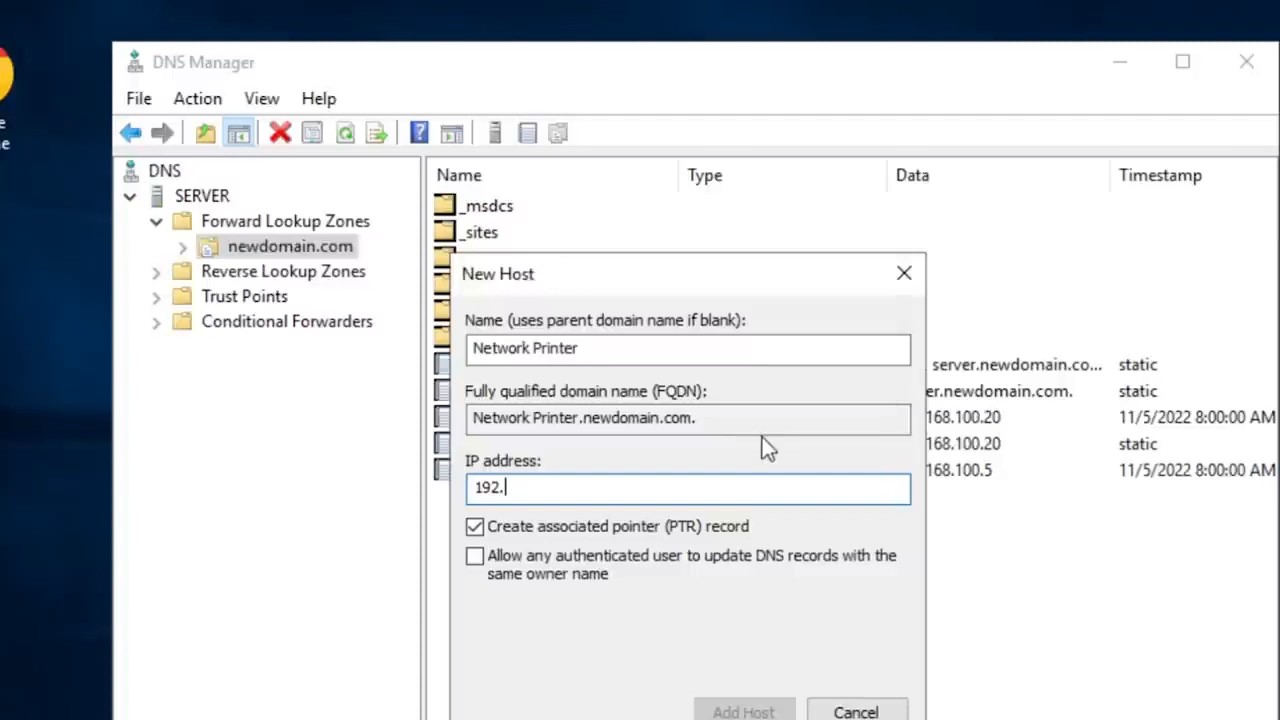 DNS Manager
File Action View Help
DNS
SERVER
Forward Lookup Zones
newdomain.com
Reverse Lookup Zones
Trust Points
Conditional Forwarders
Name Type Data Timestamp
_msdcs
_sites
server.newdomain.co... static
er.newdomain.com. static
168.100.20 11/5/2022 8:00:00 AM
168.100.20 static
168.100.5 11/5/2022 8:00:00 AM
New Host
Name (uses parent domain name if blank):
Network Printer
Fully qualified domain name (FQDN):
Network Printer.newdomain.com.
IP address:
192.
Create associated pointer (PTR) record
Allow any authenticated user to update DNS records with the
same owner name
Add Host Cancel